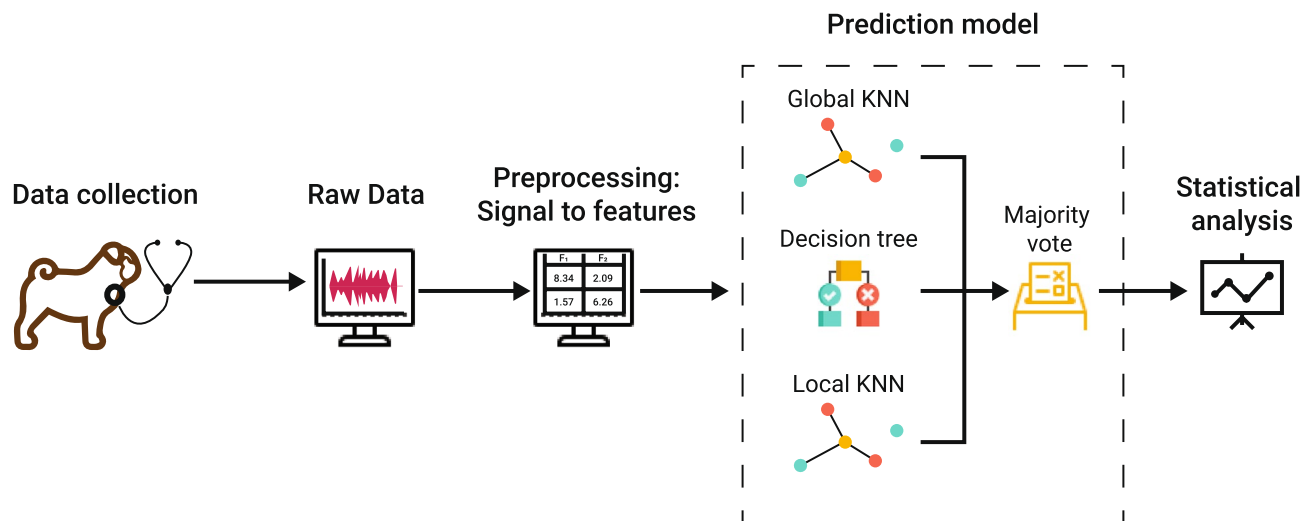 Prediction model
Data collection
Raw Data
Preprocessing:
Signal to features
F₁ F₂
8.34 2.09
1.57 6.26
Global KNN
Decision tree
Local KNN
Majority
vote
Statistical
analysis